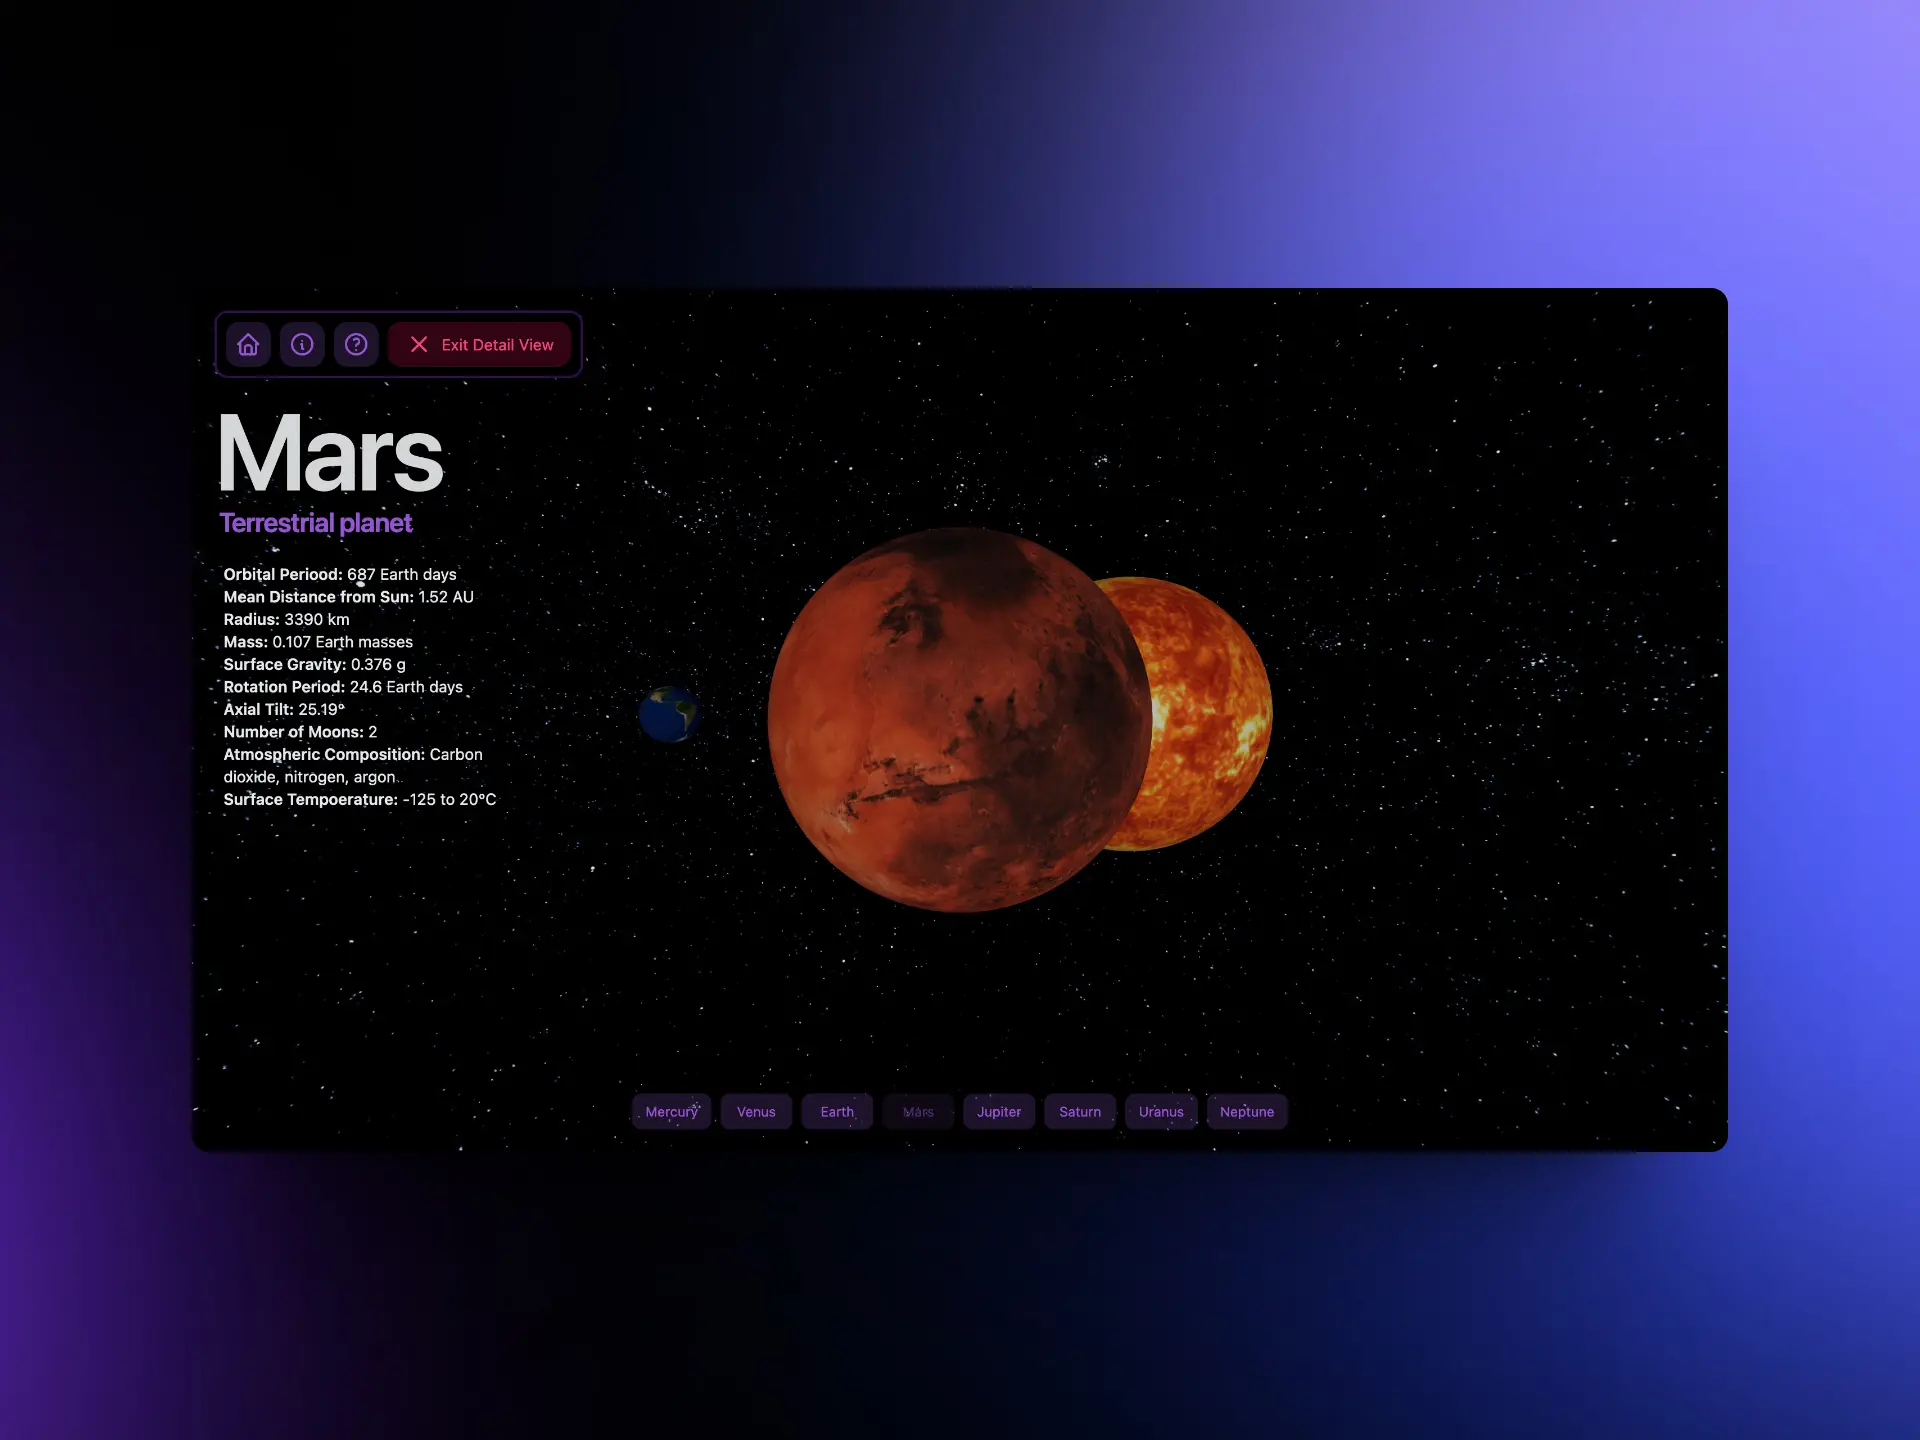 Exit Detail View
Mars
Terrestrial planet
Orbital Periood: 687 Earth days
Mean Distance from Sun: 1.52 AU
Radius: 3390 km
Mass: 0.107 Earth masses
Surface Gravity: 0.376 g
Rotation Period: 24.6 Earth days
Axial Tilt: 25.19°
Number of Moons: 2
Atmospheric Composition: Carbon
dioxide, nitrogen, argon
Surface Tempoerature: -125 to 20°C
Mercury Venus Earth Mars Jupiter Saturn Uranus Neptune